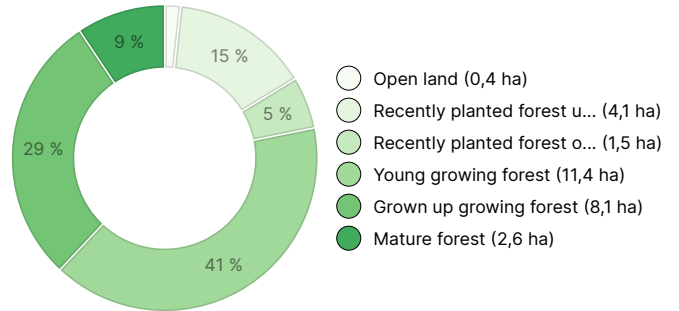 9 %
15 %
5 %
29 %
41 %
Open land (0,4 ha)
Recently planted forest u... (4,1 ha)
Recently planted forest o... (1,5 ha)
Young growing forest (11,4 ha)
Grown up growing forest (8,1 ha)
Mature forest (2,6 ha)